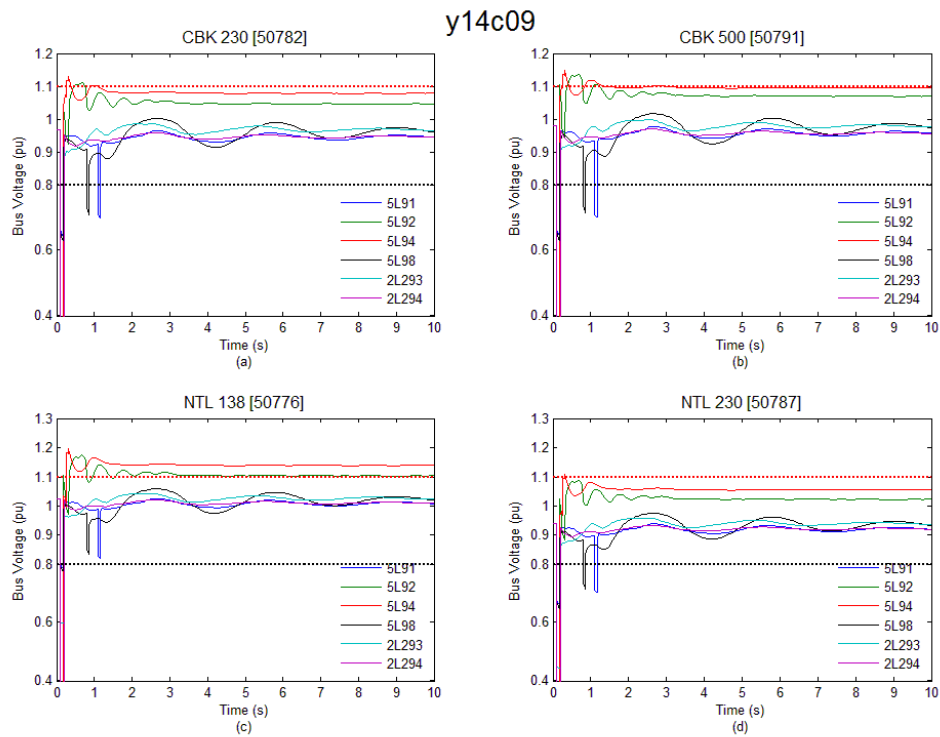 y14c09
CBK 230 [50782]
Bus Voltage (pu)
1.2
1.1
1
0.9
0.8
0.6
0.4
5L91
5L92
5L94
5L98
2L293
2L294
0 1 2 3 4 5 6 7 8 9 10
Time (s)
(a)
CBK 500 [50791]
Bus Voltage (pu)
1.2
1.1
1
0.9
0.8
0.6
0.4
5L91
5L92
5L94
5L98
2L293
2L294
0 1 2 3 4 5 6 7 8 9 10
Time (s)
(b)
NTL 138 [50776]
Bus Voltage (pu)
1.3
1.2
1.1
1
0.9
0.8
0.6
0.4
5L91
5L92
5L94
5L98
2L293
2L294
0 1 2 3 4 5 6 7 8 9 10
Time (s)
(c)
NTL 230 [50787]
Bus Voltage (pu)
1.3
1.2
1.1
1
0.9
0.8
0.6
0.4
5L91
5L92
5L94
5L98
2L293
2L294
0 1 2 3 4 5 6 7 8 9 10
Time (s)
(d)